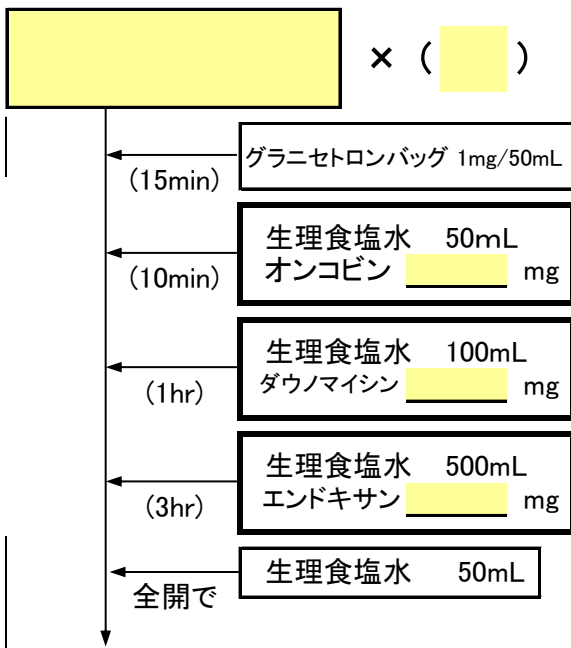 × ( )
グラニセトロンバッグ 1mg/50mL
(15min)
生理食塩水 50mL
オンコビン mg
(10min)
生理食塩水 100mL
ダウノマイシン mg
(1hr)
生理食塩水 500mL
エンドキサン mg
(3hr)
生理食塩水 50mL
全開で